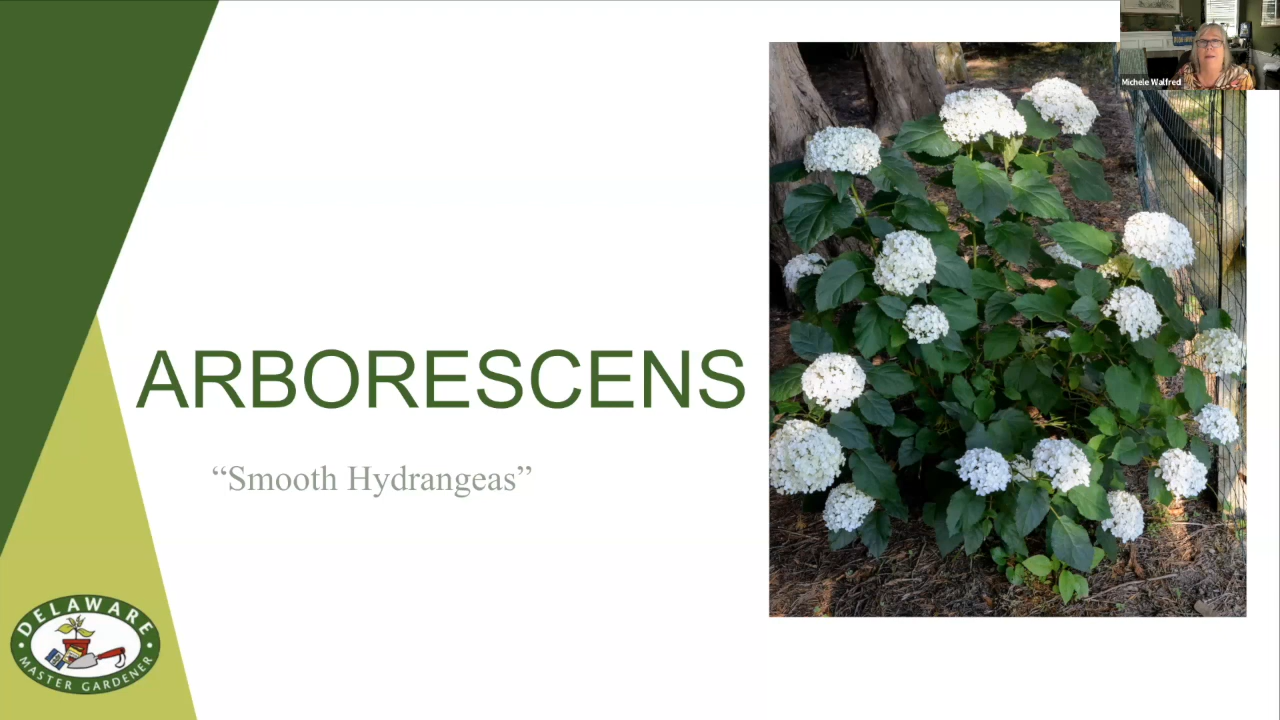 Michele Walfred
ARBORESCENS
“Smooth Hydrangeas”
DELAWARE
MASTER GARDENER